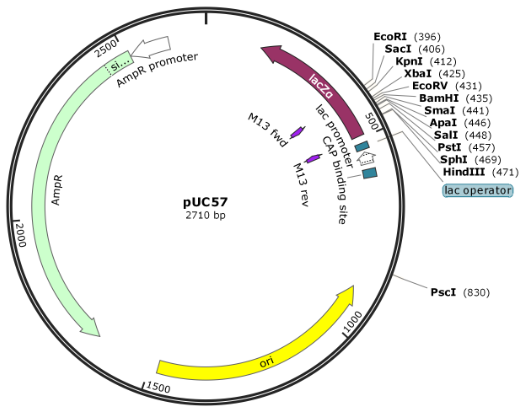 EcoRI (396)
SacI (406)
KpnI (412)
XbaI (425)
EcoRV (431)
BamHI (435)
SmaI (441)
ApaI (446)
SalI (448)
PstI (457)
SphI (469)
HindIII (471)
lac operator
PscI (830)
2500
si...
AmpR promoter
lacZα
500
M13 fwd
lac promoter
CAP binding site
M13 rev
AmpR
pUC57
2710 bp
2000
ori
1000
1500